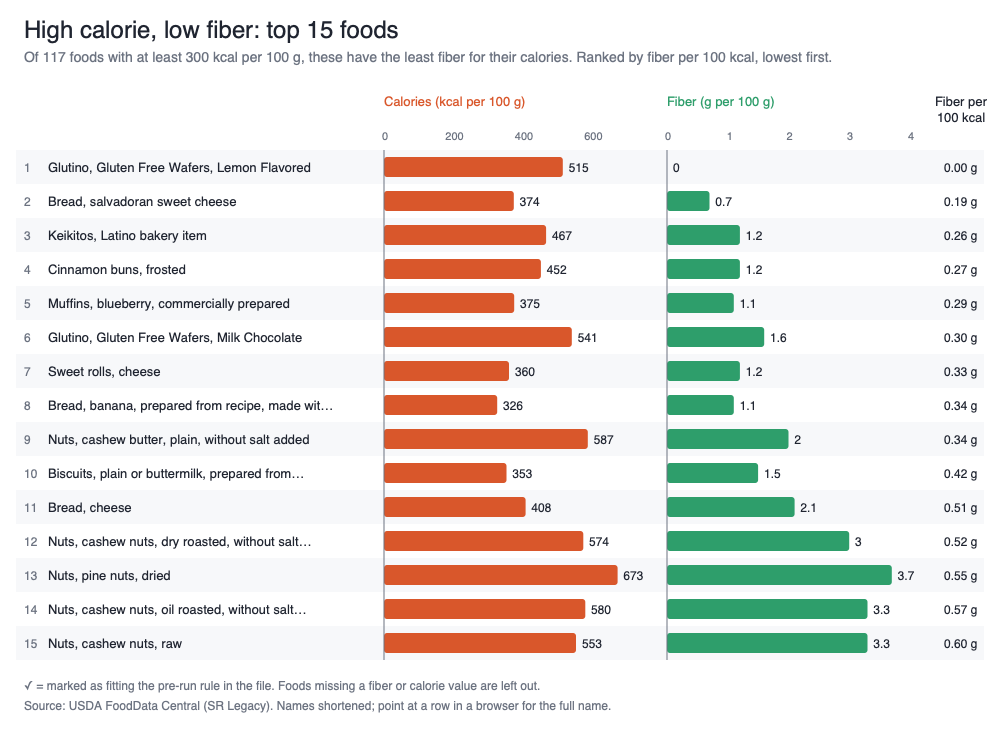 High calorie, low fiber: top 15 foods
Of 117 foods with at least 300 kcal per 100 g, these have the least fiber for their calories. Ranked by fiber per 100 kcal, lowest first.
Calories (kcal per 100 g) Fiber (g per 100 g) Fiber per
100 kcal
0 200 400 600 0 1 2 3 4
1 Glutino, Gluten Free Wafers, Lemon Flavored 515 0 0.00 g
2 Bread, salvadoran sweet cheese 374 0.7 0.19 g
3 Keikitos, Latino bakery item 467 1.2 0.26 g
4 Cinnamon buns, frosted 452 1.2 0.27 g
5 Muffins, blueberry, commercially prepared 375 1.1 0.29 g
6 Glutino, Gluten Free Wafers, Milk Chocolate 541 1.6 0.30 g
7 Sweet rolls, cheese 360 1.2 0.33 g
8 Bread, banana, prepared from recipe, made wit… 326 1.1 0.34 g
9 Nuts, cashew butter, plain, without salt added 587 2 0.34 g
10 Biscuits, plain or buttermilk, prepared from… 353 1.5 0.42 g
11 Bread, cheese 408 2.1 0.51 g
12 Nuts, cashew nuts, dry roasted, without salt… 574 3 0.52 g
13 Nuts, pine nuts, dried 673 3.7 0.55 g
14 Nuts, cashew nuts, oil roasted, without salt… 580 3.3 0.57 g
15 Nuts, cashew nuts, raw 553 3.3 0.60 g
✓ = marked as fitting the pre-run rule in the file. Foods missing a fiber or calorie value are left out.
Source: USDA FoodData Central (SR Legacy). Names shortened; point at a row in a browser for the full name.